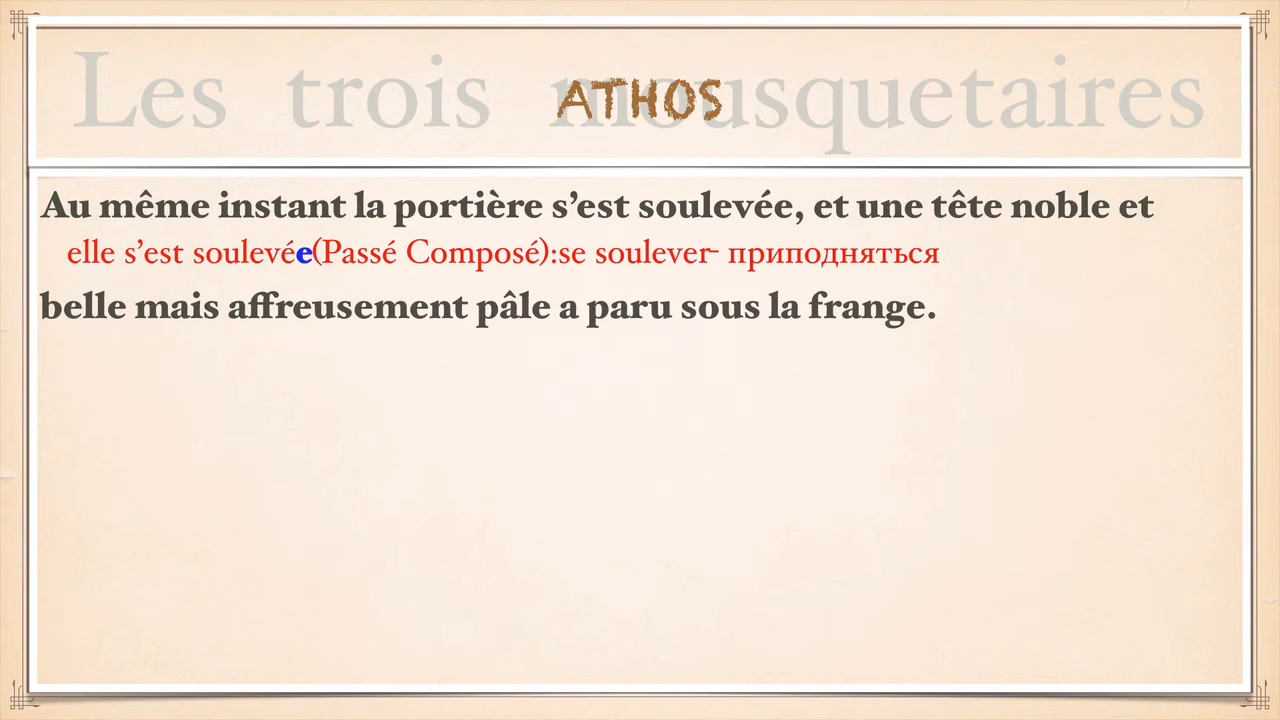 Les trois mousquetaires
ATHOS
Au même instant la portière s’est soulevée, et une tête noble et
elle s’est soulevée(Passé Composé):se soulever- приподняться
belle mais affreusement pâle a paru sous la frange.